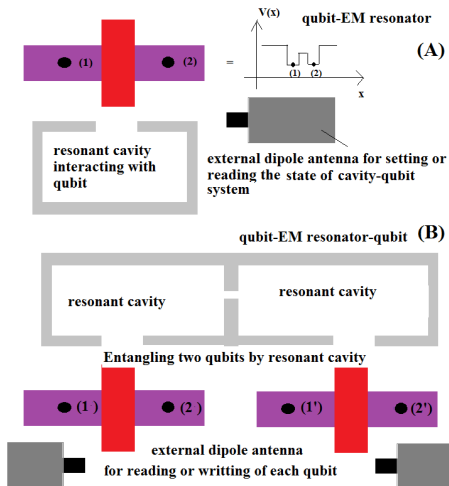 qubit-EM resonator
V(x)
(A)
(1)
(2)
=
(1) (2)
x
resonant cavity
interacting with
qubit
external dipole antenna for setting or
reading the state of cavity-qubit
system
qubit-EM resonator-qubit (B)
resonant cavity
resonant cavity
Entangling two qubits by resonant cavity
(1 )
(2 )
(1')
(2')
external dipole antenna
for reading or writting of each qubit